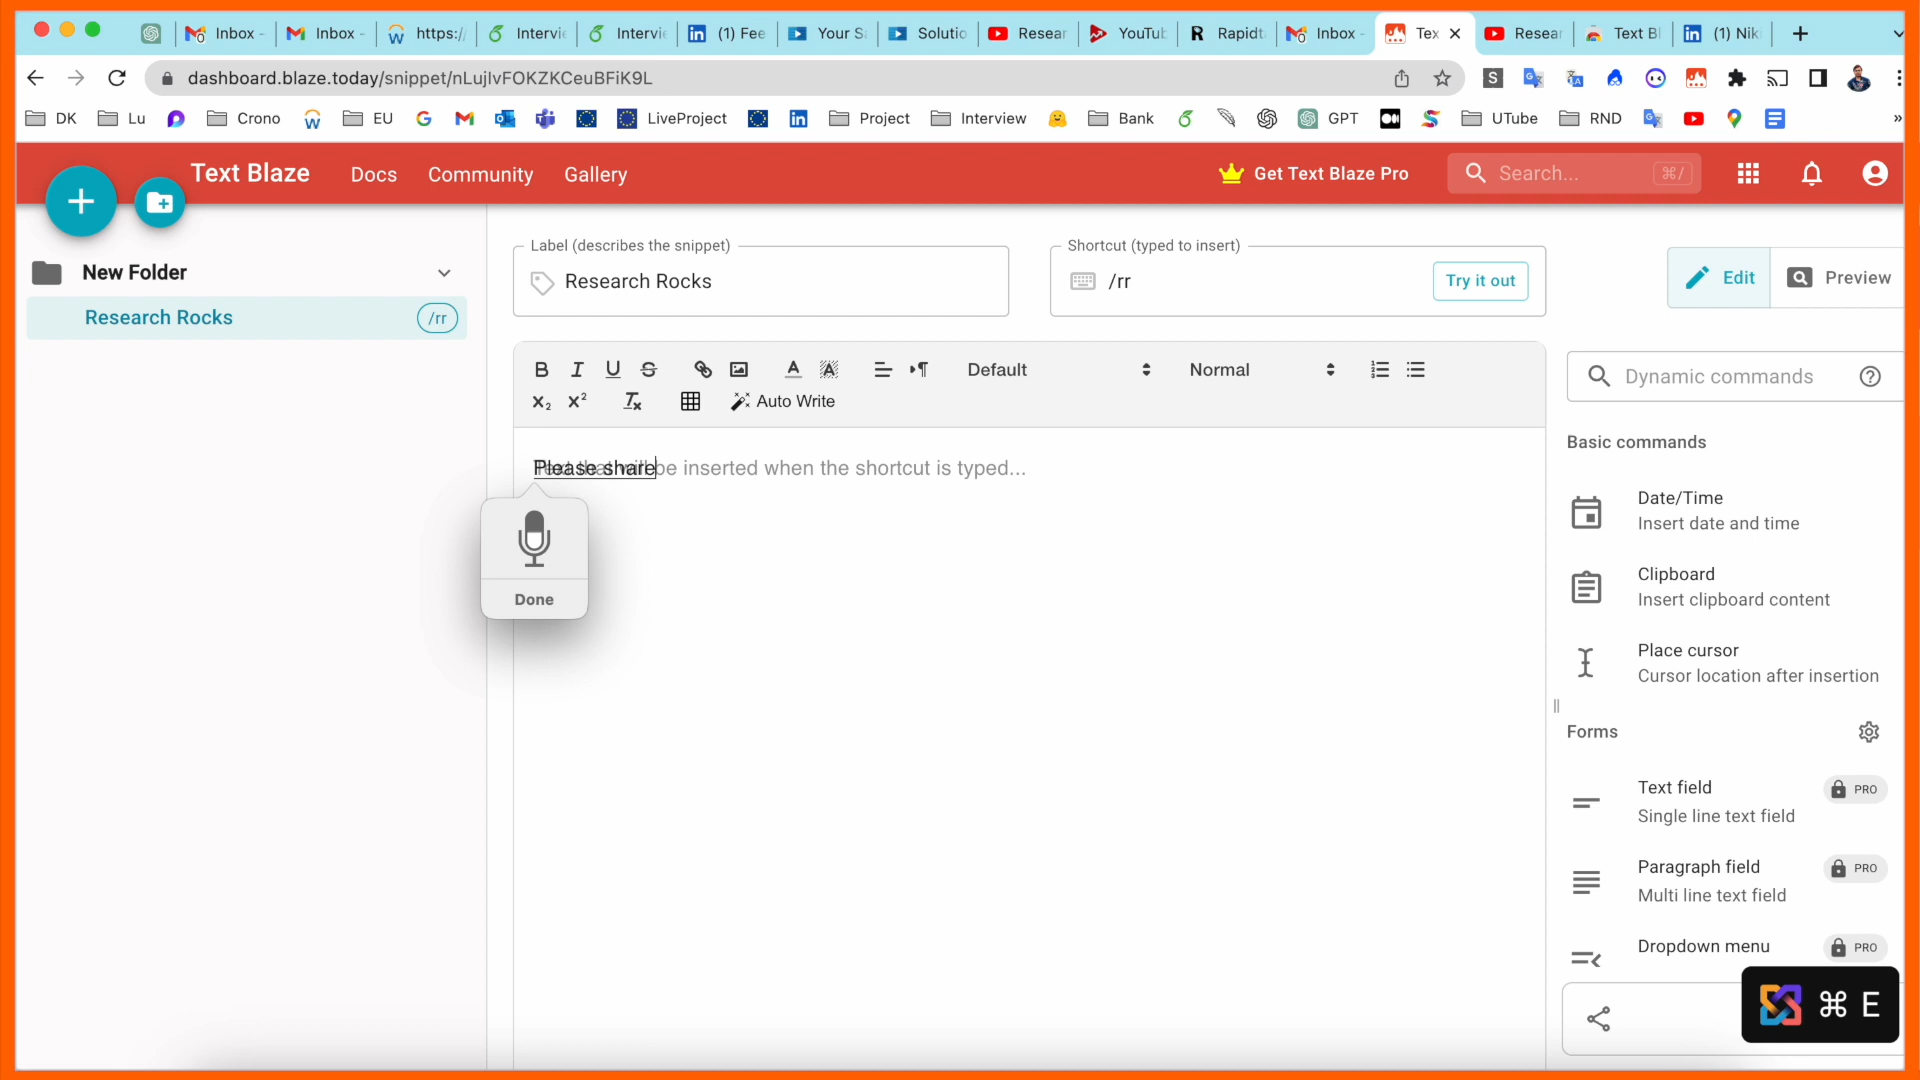 Inbox -
Inbox -
https:/
Intervie
Intervie
(1) Fee
Your S
Solutio
Resear
YouTub
Rapidt
Inbox -
Tex
Resear
Text Bl
(1) Nik
dashboard.blaze.today/snippet/nLujIvFOKZKCeuBFiK9L
DK
Lu
Crono
EU
LiveProject
Project
Interview
Bank
GPT
UTube
RND
Text Blaze
Docs
Community
Gallery
Get Text Blaze Pro
Search...
⌘/
New Folder
Research Rocks
/rr
Label (describes the snippet)
Research Rocks
Shortcut (typed to insert)
/rr
Try it out
Edit
Preview
Default
Normal
Auto Write
Please share
be inserted when the shortcut is typed...
Done
Dynamic commands
Basic commands
Date/Time
Insert date and time
Clipboard
Insert clipboard content
Place cursor
Cursor location after insertion
Forms
Text field
PRO
Single line text field
Paragraph field
PRO
Multi line text field
Dropdown menu
PRO
⌘ E